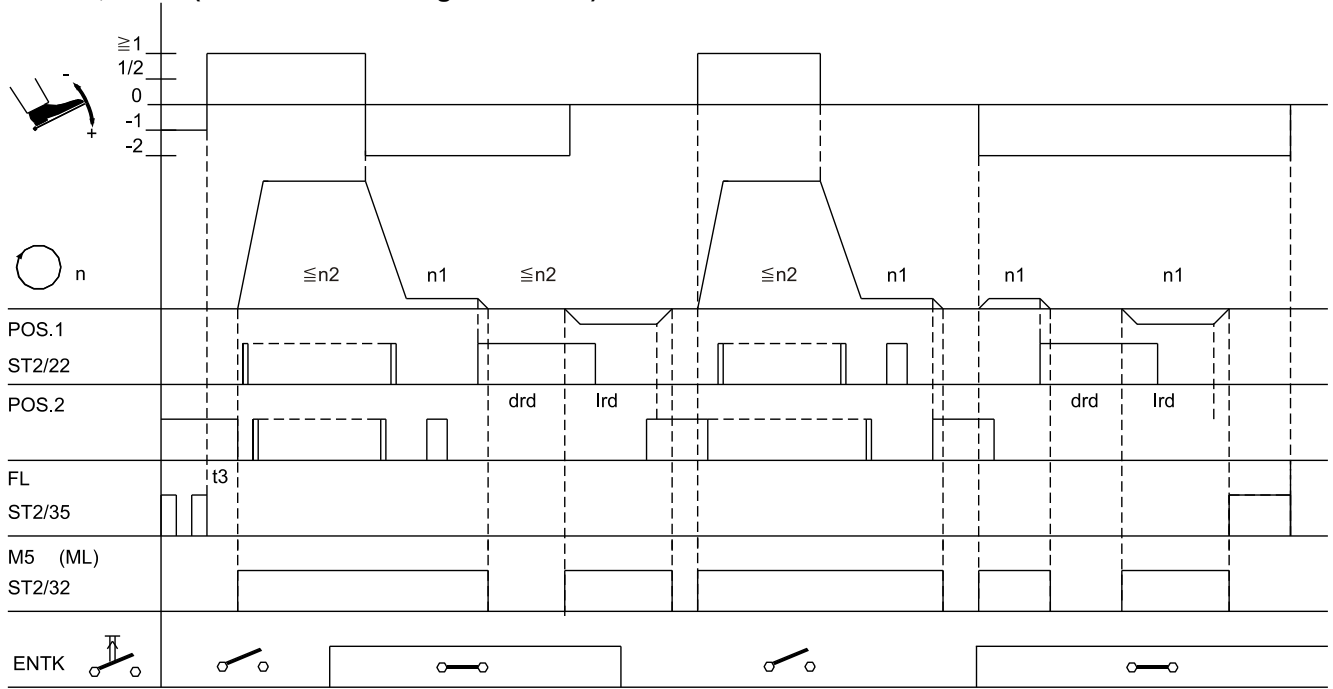 ≧1
1/2
0
-1
-2
-
+
n
≦n2
n1
≦n2
≦n2
n1
n1
n1
POS.1
ST2/22
POS.2
drd
lrd
drd
lrd
FL
t3
ST2/35
M5 (ML)
ST2/32
ENTK